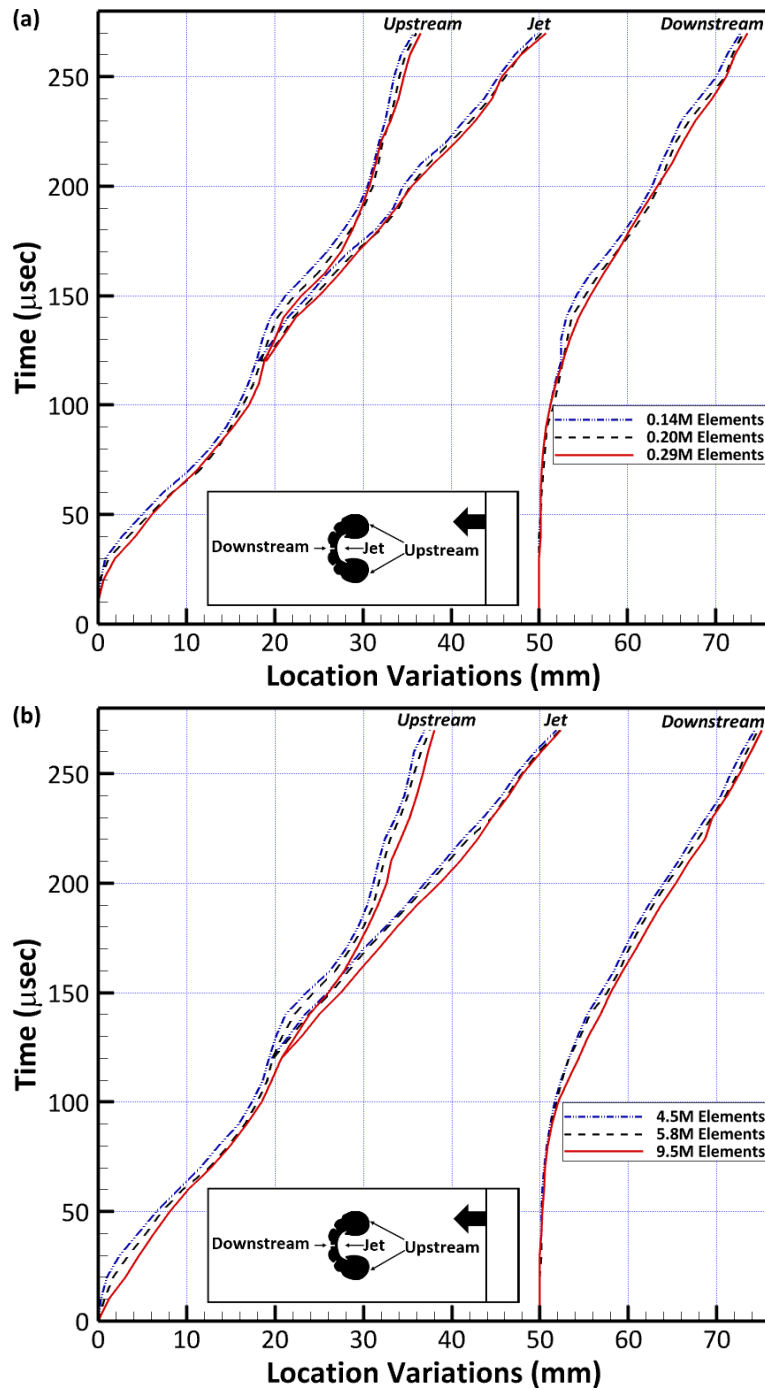 (a)
Upstream Jet Downstream
250
200
150
100
50
0
Time (μsec)
0.14M Elements
0.20M Elements
0.29M Elements
Downstream Jet Upstream
0 10 20 30 40 50 60 70
Location Variations (mm)
(b)
Upstream Jet Downstream
250
200
150
100
50
0
Time (μsec)
4.5M Elements
5.8M Elements
9.5M Elements
Downstream Jet Upstream
0 10 20 30 40 50 60 70
Location Variations (mm)